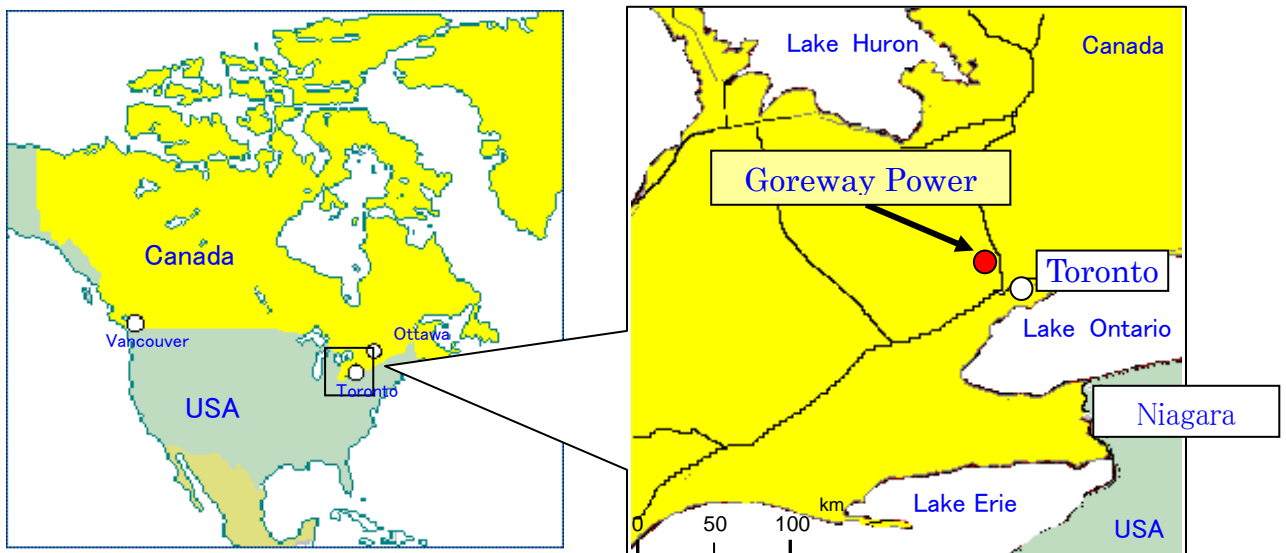 Canada
Vancouver
Ottawa
Toronto
USA
Lake Huron
Canada
Goreway Power
Toronto
Lake Ontario
Niagara
Lake Erie
USA
km
0 50 100